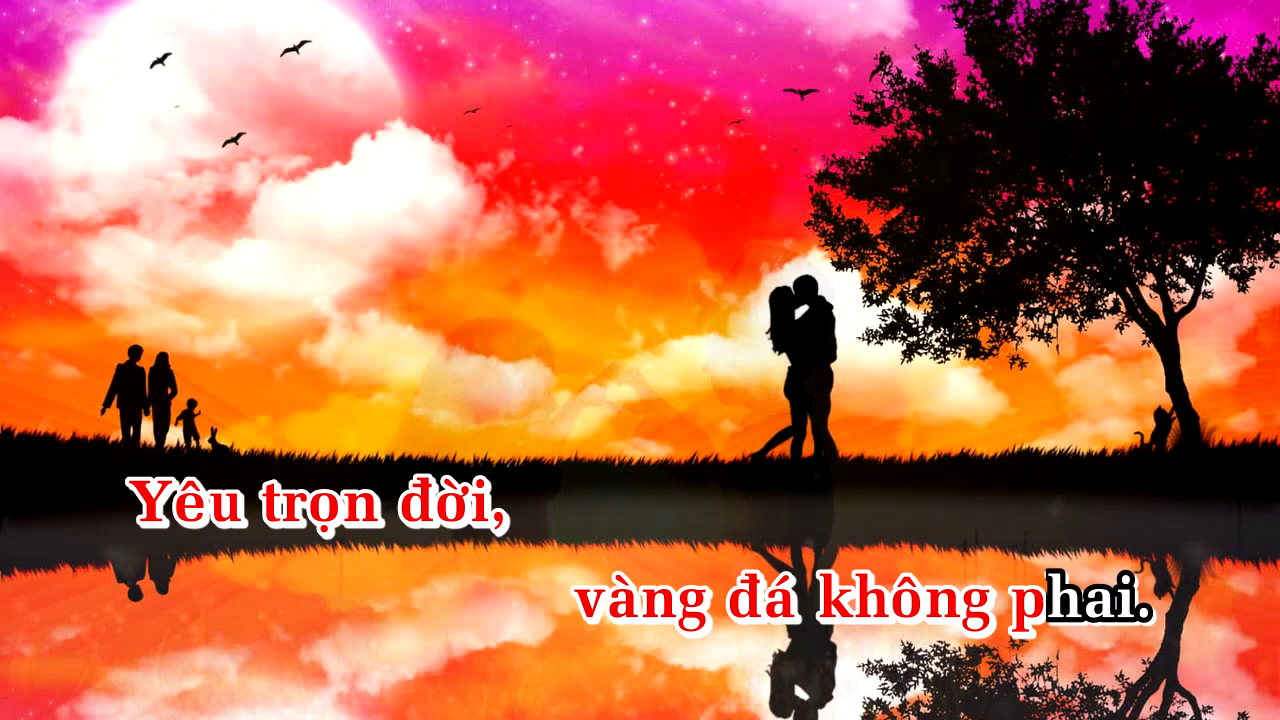 Yêu trọn đời,
vàng đá không phai.